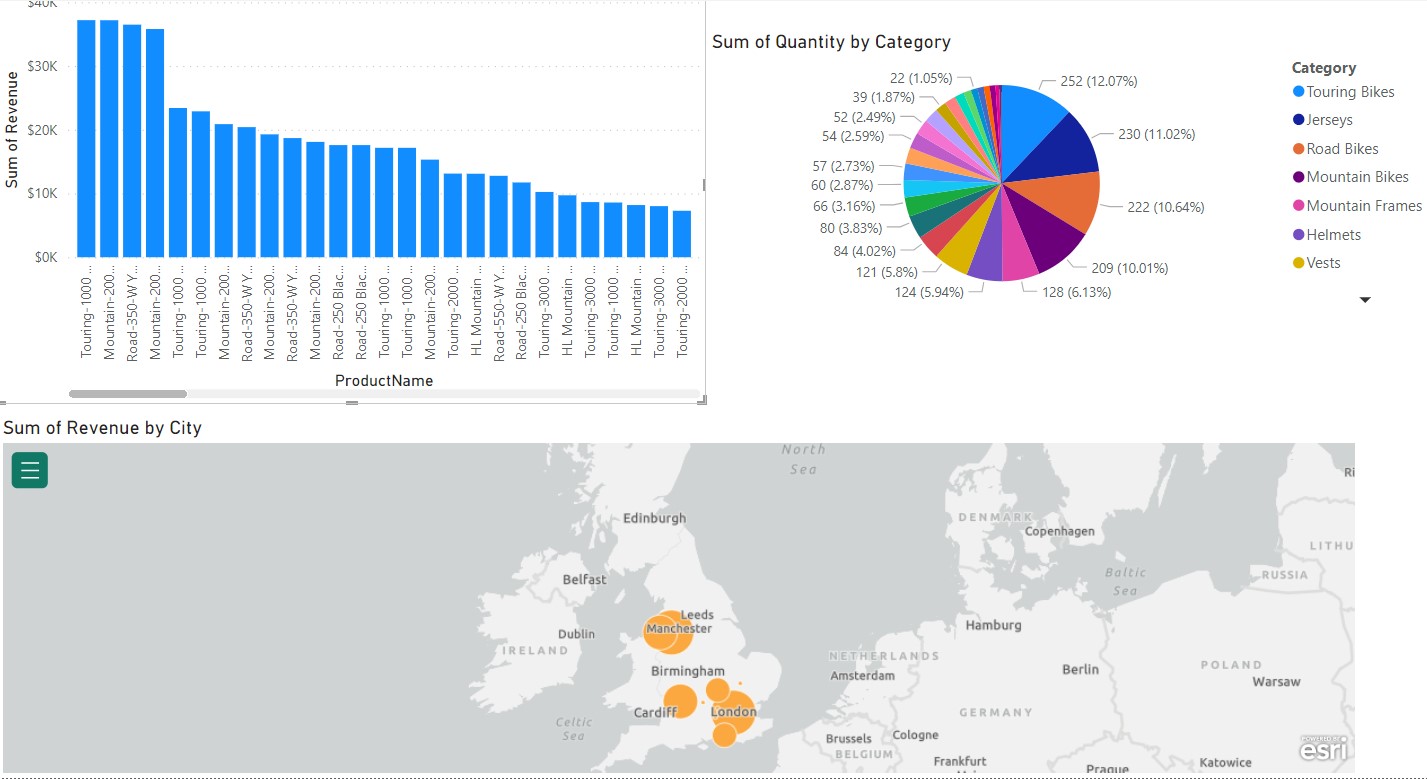 $40K
$30K
$20K
$10K
$0K
Sum of Revenue
Touring-1000 ...
Mountain-200...
Road-350-W Y...
Mountain-200...
Touring-1000 ...
Touring-1000 ...
Mountain-200...
Road-350-W Y...
Mountain-200...
Road-350-W Y...
Mountain-200...
Road-250 Blac...
Road-250 Blac...
Touring-1000 ...
Touring-1000 ...
Mountain-200...
Touring-2000 ...
HL Mountain ...
Road-550-W Y...
Road-250 Blac...
Touring-3000 ...
HL Mountain ...
Touring-3000 ...
Touring-1000 ...
HL Mountain ...
Touring-3000 ...
Touring-2000 ...
ProductName
Sum of Quantity by Category
22 (1.05%)
39 (1.87%)
52 (2.49%)
54 (2.59%)
57 (2.73%)
60 (2.87%)
66 (3.16%)
80 (3.83%)
84 (4.02%)
121 (5.8%)
124 (5.94%)
252 (12.07%)
230 (11.02%)
222 (10.64%)
209 (10.01%)
128 (6.13%)
Category
Touring Bikes
Jerseys
Road Bikes
Mountain Bikes
Mountain Frames
Helmets
Vests
Sum of Revenue by City
North
Sea
Edinburgh
DENMARK
Copenhagen
LITHU
Belfast
Baltic
Sea
RUSSIA
Leeds
Manchester
Dublin
IRELAND
Hamburg
Birmingham
NETHERLANDS
Amsterdam
Berlin
POLAND
Warsaw
Cardiff
London
GERMANY
Celtic
Sea
Brussels
Cologne
BELGIUM
Frankfurt
Prague
Katowice
POWERED BY
esri